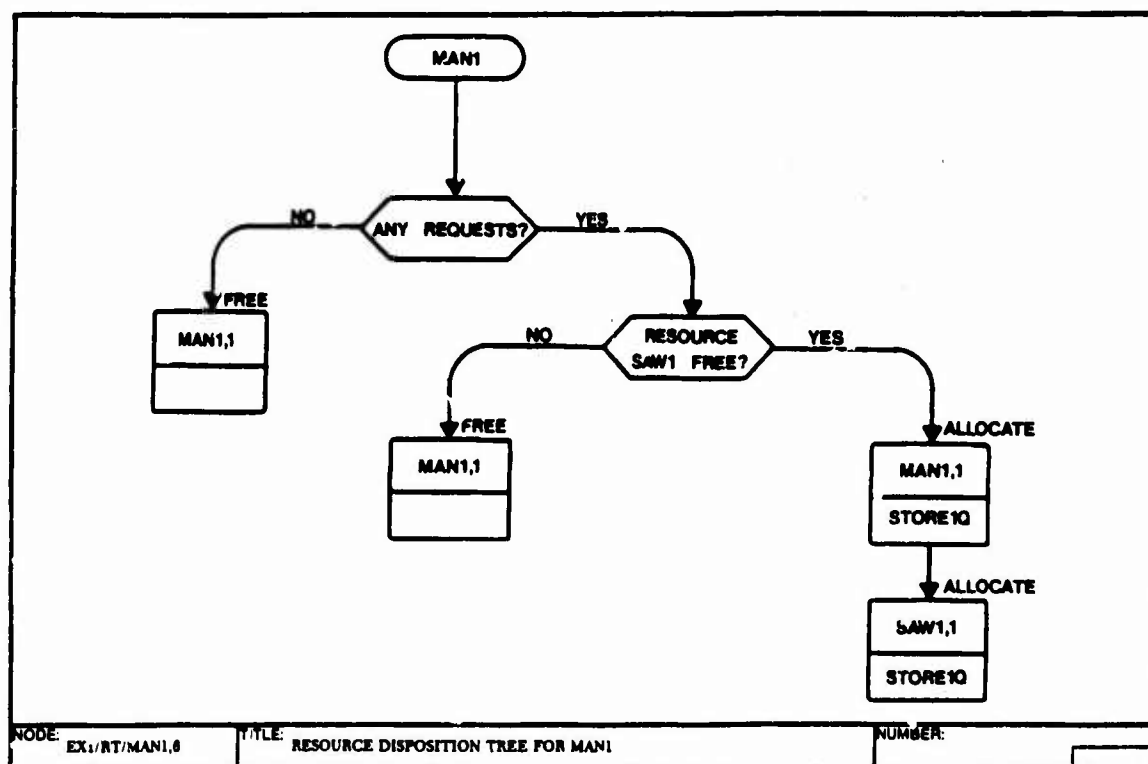 MAN1
ANY REQUESTS?
NO
YES
FREE
MAN1,1
RESOURCE
SAW1 FREE?
NO
YES
FREE
MAN1,1
ALLOCATE
MAN1,1
STORE1Q
ALLOCATE
SAW1,1
STORE1Q
NODE: EX1/RT/MAN1,6
TITLE: RESOURCE DISPOSITION TREE FOR MAN1
NUMBER: